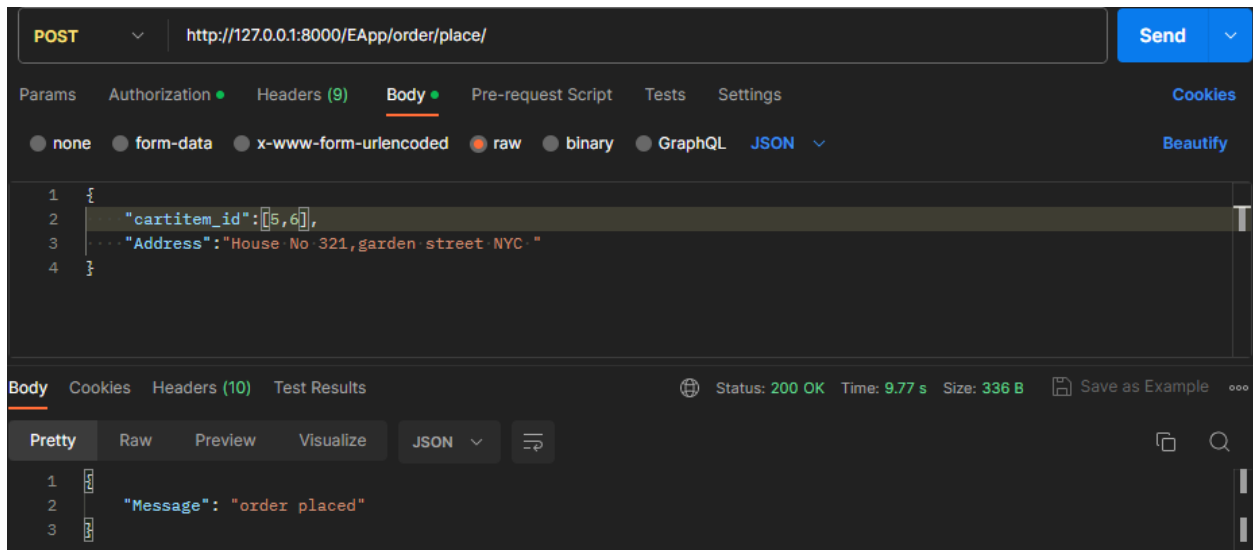 POST http://127.0.0.1:8000/EApp/order/place/ Send
Params Authorization Headers (9) Body Pre-request Script Tests Settings Cookies
none form-data x-www-form-urlencoded raw binary GraphQL JSON Beautify
1 {
2 "cartitem_id":[5,6],
3 "Address":"House No 321,garden street NYC "
4 }
Body Cookies Headers (10) Test Results Status: 200 OK Time: 9.77 s Size: 336 B Save as Example
Pretty Raw Preview Visualize JSON
1 {
2 "Message": "order placed"
3 }